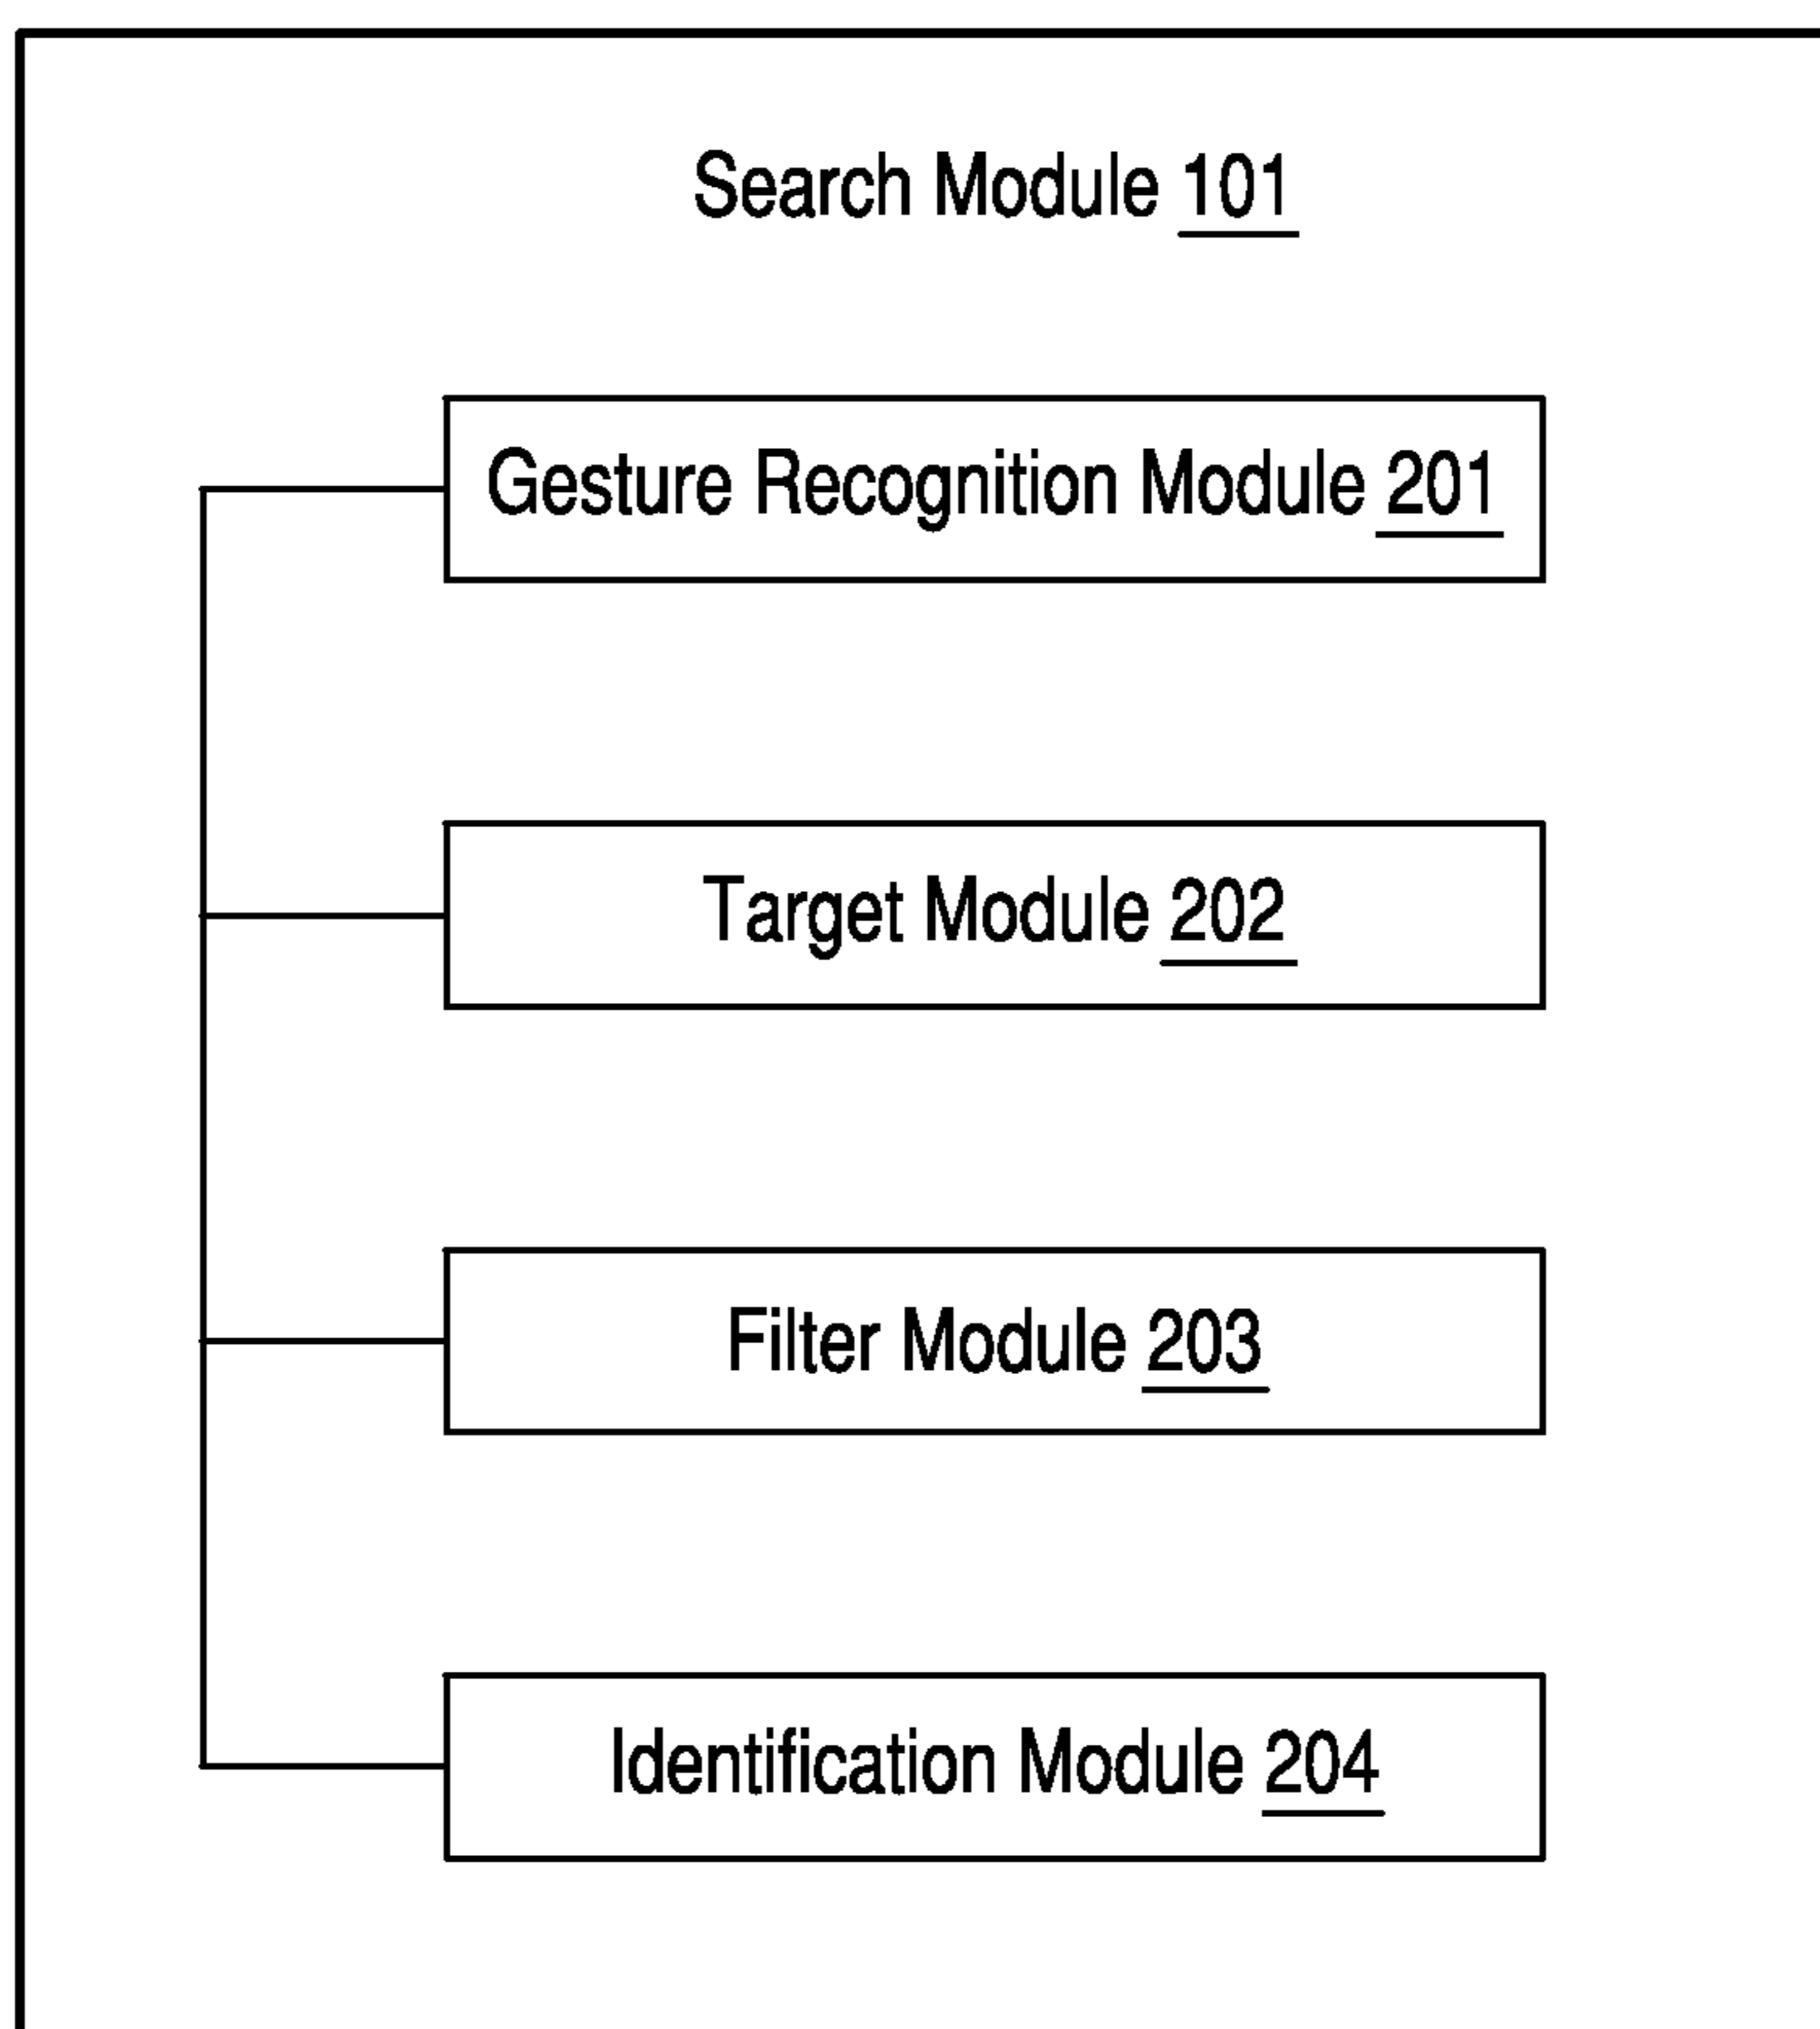 Search Module 101
Gesture Recognition Module 201
Target Module 202
Filter Module 203
Identification Module 204